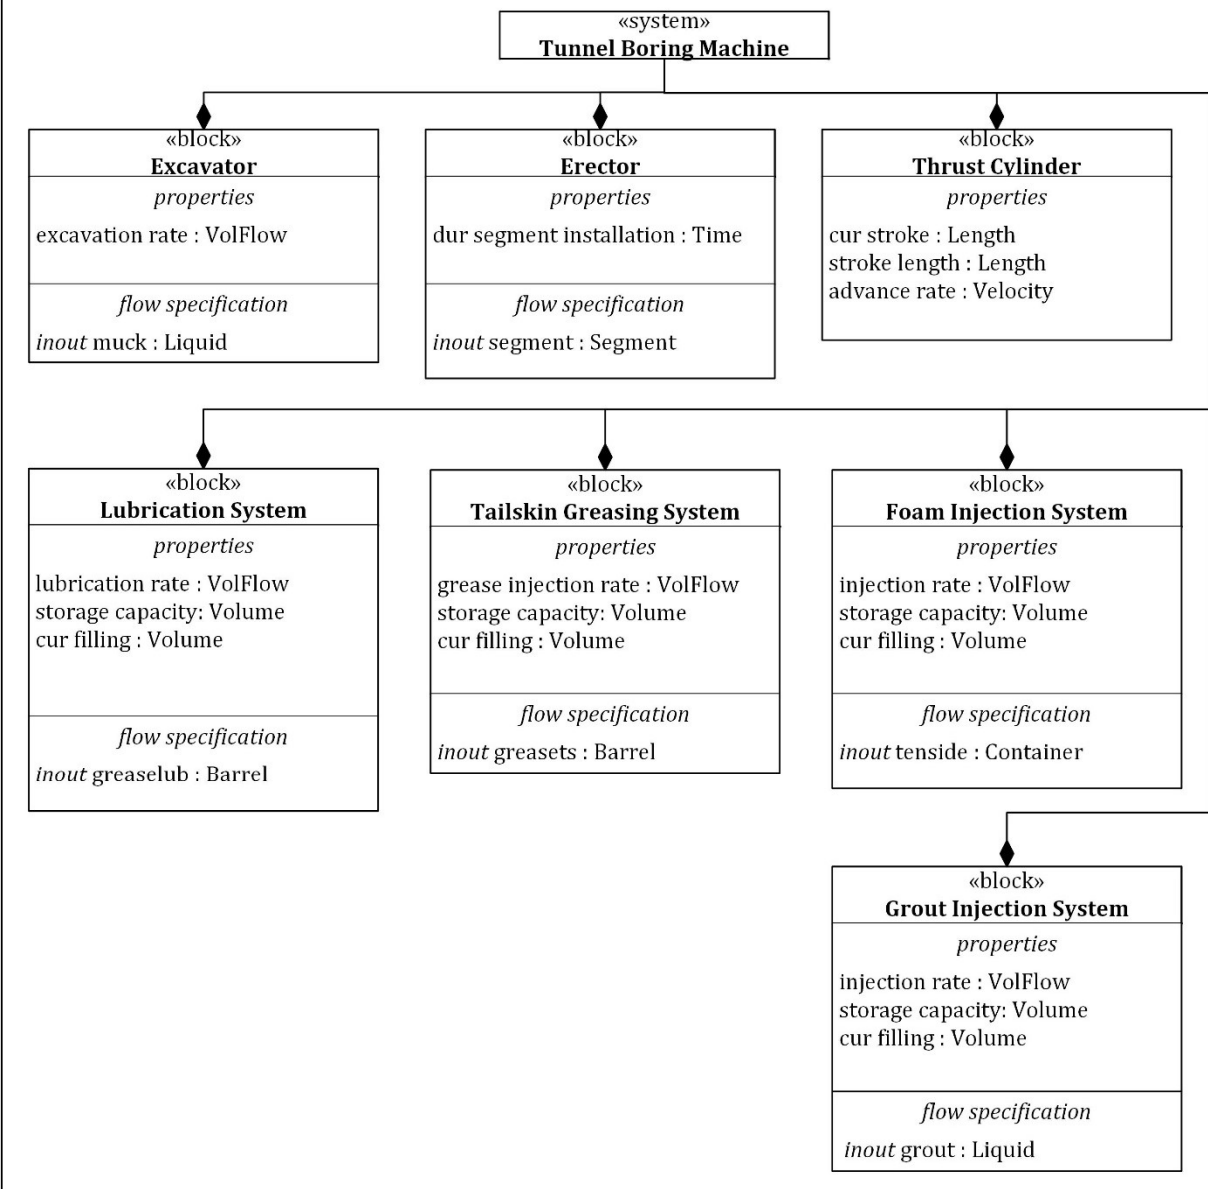 «system»
Tunnel Boring Machine
«block»
Excavator
properties
excavation rate : VolFlow
flow specification
inout muck : Liquid
«block»
Erector
properties
dur segment installation : Time
flow specification
inout segment : Segment
«block»
Thrust Cylinder
properties
cur stroke : Length
stroke length : Length
advance rate : Velocity
«block»
Lubrication System
properties
lubrication rate : VolFlow
storage capacity: Volume
cur filling : Volume
flow specification
inout greaselub : Barrel
«block»
Tailskin Greasing System
properties
grease injection rate : VolFlow
storage capacity: Volume
cur filling : Volume
flow specification
inout greasets : Barrel
«block»
Foam Injection System
properties
injection rate : VolFlow
storage capacity: Volume
cur filling : Volume
flow specification
inout tenside : Container
«block»
Grout Injection System
properties
injection rate : VolFlow
storage capacity: Volume
cur filling : Volume
flow specification
inout grout : Liquid